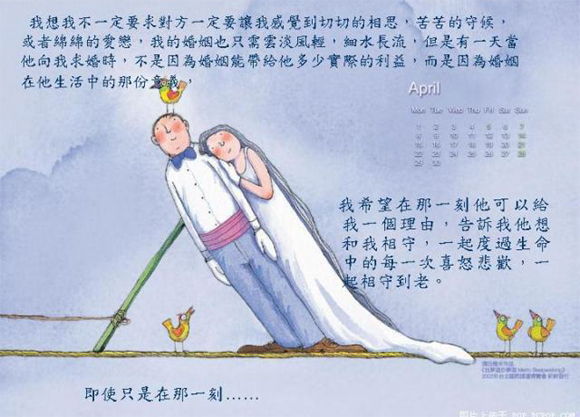 我想我不一定要求對方一定要讓我感覺到切切的相思，苦苦的守候，
或者綿綿的愛戀，我的婚姻也只需雲淡風輕，細水長流，但是有一天當
他向我求婚時，不是因為婚姻能帶給他多少實際的利益，而是因為婚姻
在他生活中的那份意義，
April
Mon Tue Wed Thu Fri Sat Sun
1 2 3 4 5 6 7
8 9 10 11 12 13 14
15 16 17 18 19 20 21
22 23 24 25 26 27 28
29 30
我希望在那一刻他可以給
我一個理由，告訴我他想
和我相守，一起度過生命
中的每一次喜怒悲歡，一
起相守到老。
即使只是在那一刻……